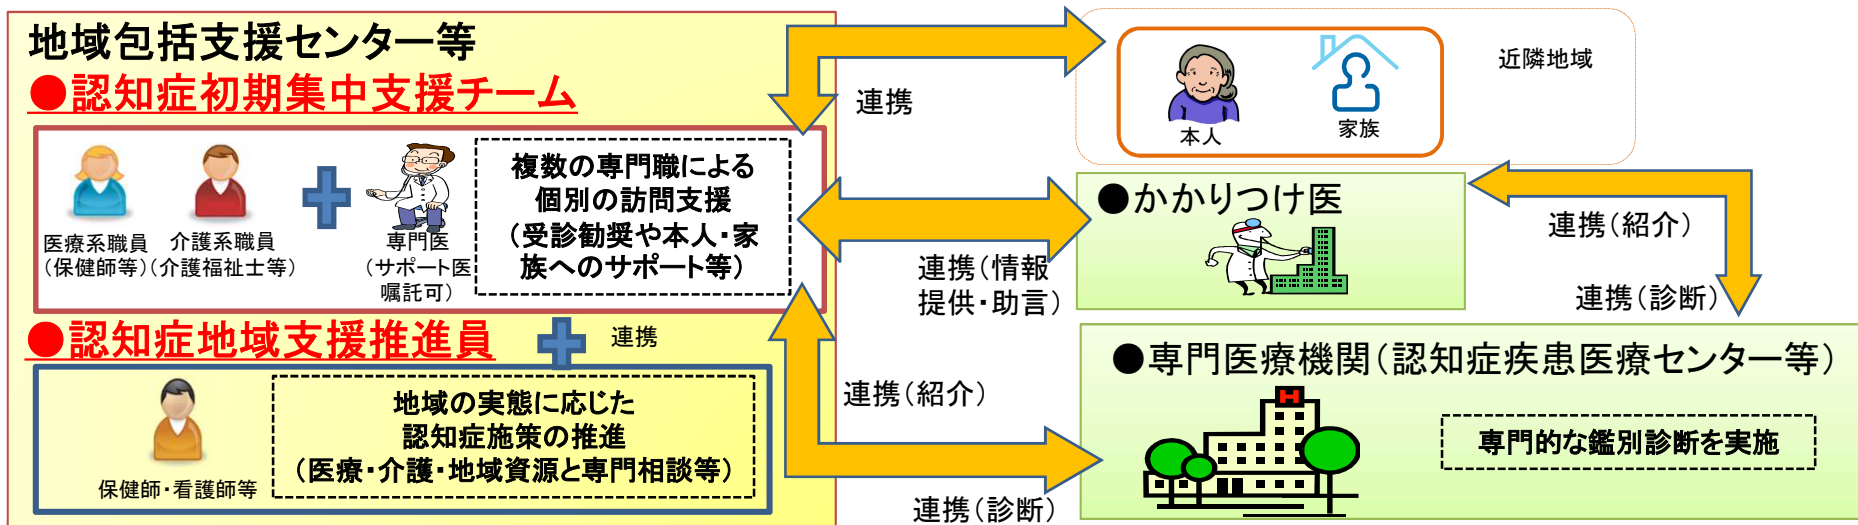 地域包括支援センター等
●認知症初期集中支援チーム
医療系職員
(保健師等)
介護系職員
(介護福祉士等)
専門医
(サポート医
嘱託可)
複数の専門職による
個別の訪問支援
(受診勧奨や本人・家
族へのサポート等)
●認知症地域支援推進員
連携
保健師・看護師等
地域の実態に応じた
認知症施策の推進
(医療・介護・地域資源と専門相談等)
連携
連携(情報
提供・助言)
連携(紹介)
連携(診断)
本人
家族
近隣地域
●かかりつけ医
連携(紹介)
連携(診断)
●専門医療機関(認知症疾患医療センター等)
H
専門的な鑑別診断を実施